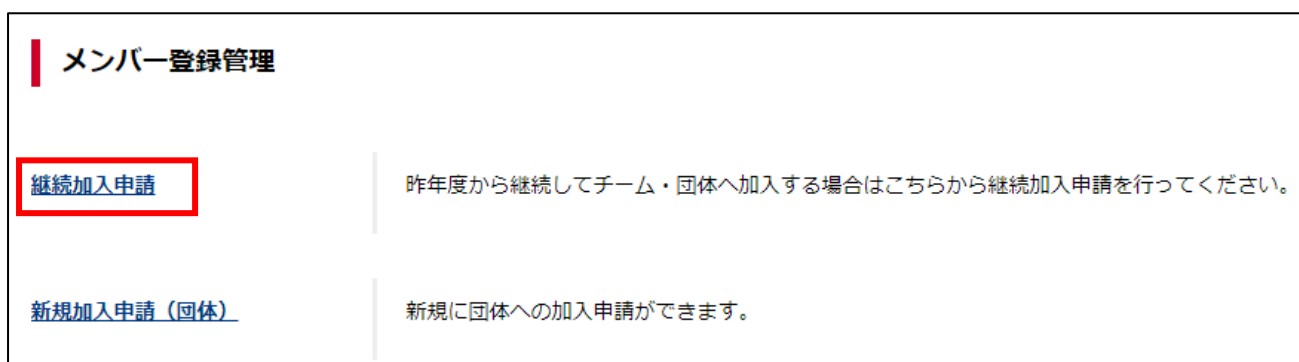 メンバー登録管理
継続加入申請
昨年度から継続してチーム・団体へ加入する場合はこちらから継続加入申請を行ってください。
新規加入申請（団体）
新規に団体への加入申請ができます。